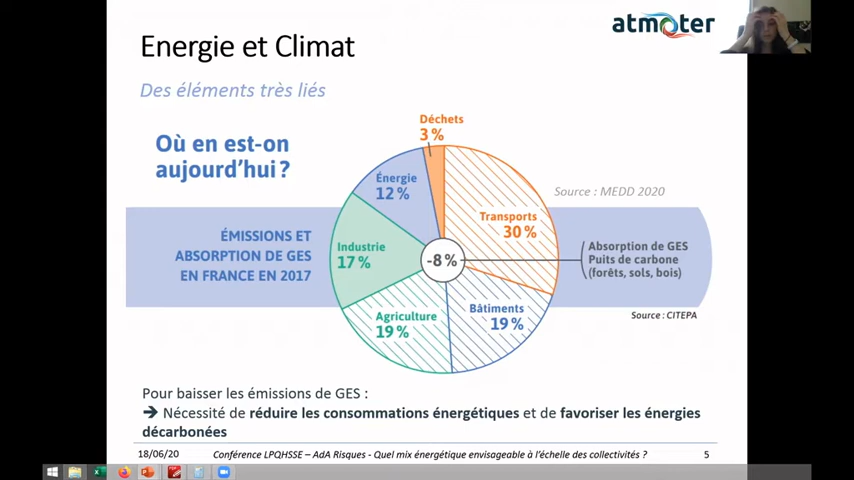 atmoter
Energie et Climat
Des éléments très liés
Où en est-on
aujourd'hui ?
Déchets
3 %
Énergie
12 %
Source : MEDD 2020
Transports
30 %
ÉMISSIONS ET
ABSORPTION DE GES
EN FRANCE EN 2017
Industrie
17 %
-8 %
Absorption de GES
Puits de carbone
(forêts, sols, bois)
Agriculture
19 %
Bâtiments
19 %
Source : CITEPA
Pour baisser les émissions de GES :
➔ Nécessité de réduire les consommations énergétiques et de favoriser les énergies
décarbonées
18/06/20 Conférence LPQHSSE – AdA Risques - Quel mix énergétique envisageable à l'échelle des collectivités ? 5